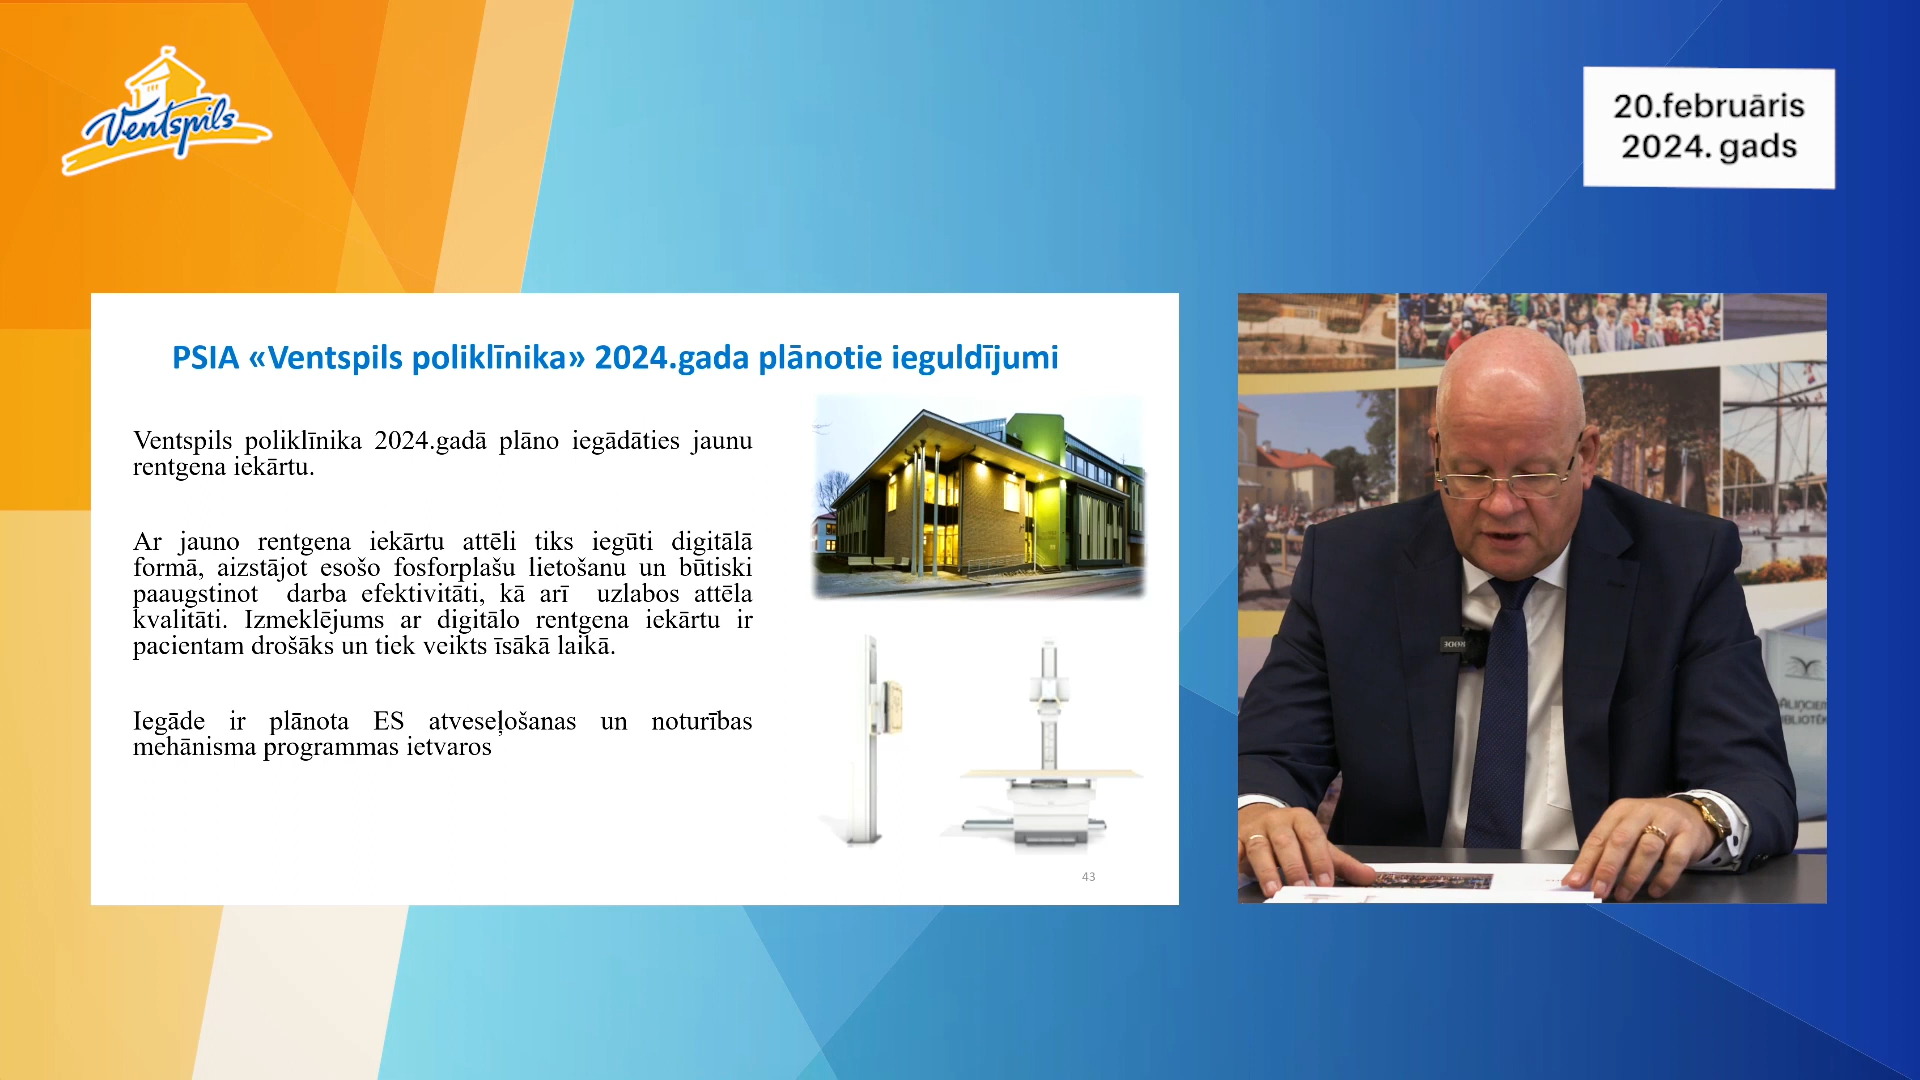 Ventspils
20.februāris
2024. gads
PSIA «Ventspils poliklīnika» 2024.gada plānotie ieguldījumi
Ventspils poliklīnika 2024.gadā plāno iegādāties jaunu
rentgena iekārtu.
Ar jauno rentgena iekārtu attēli tiks iegūti digitālā
formā, aizstājot esošo fosforplašu lietošanu un būtiski
paaugstinot darba efektivitāti, kā arī uzlabos attēla
kvalitāti. Izmeklējums ar digitālo rentgena iekārtu ir
pacientam drošāks un tiek veikts īsākā laikā.
Iegāde ir plānota ES atveseļošanas un noturības
mehānisma programmas ietvaros
43